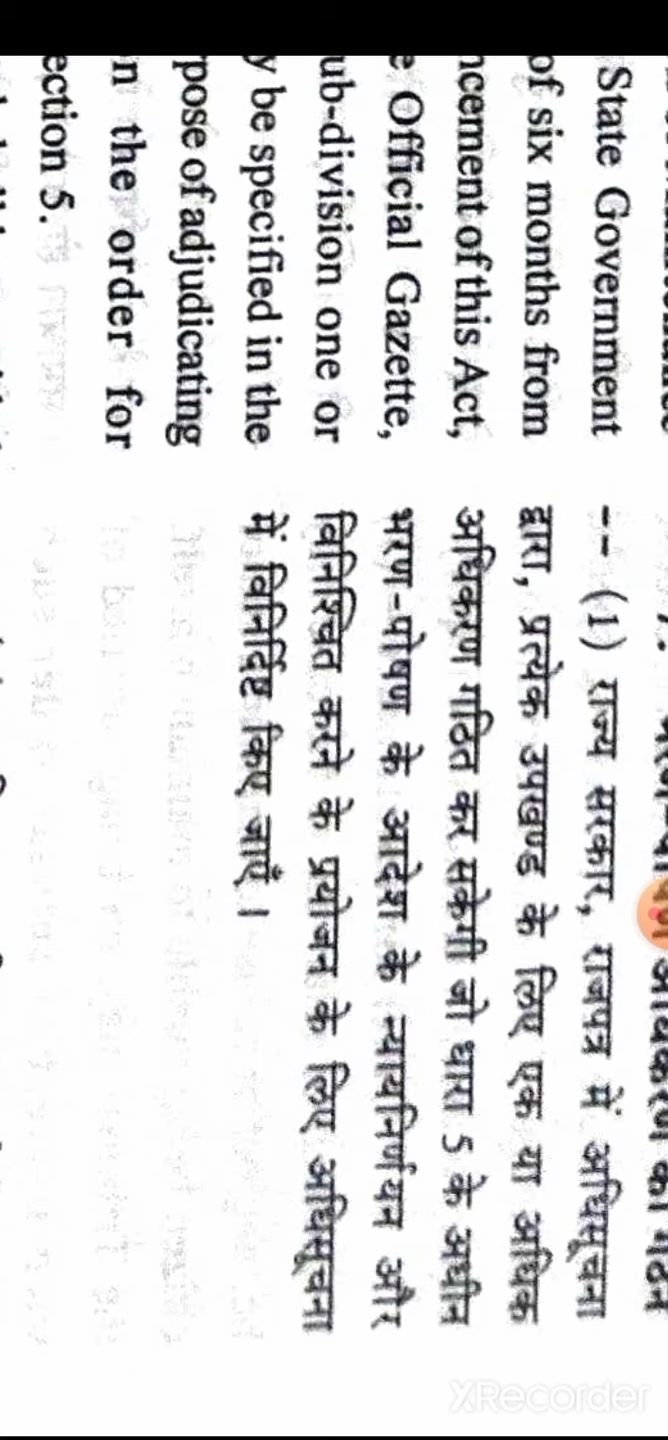 State Government
of six months from
ncement of this Act,
e Official Gazette,
ub-division one or
y be specified in the
pose of adjudicating
n the order for
ection 5.
-- (1) राज्य सरकार, राजपत्र में अधिसूचना
द्वारा, प्रत्येक उपखण्ड के लिए एक या अधिक
अधिकरण गठित कर सकेगी जो धारा 5 के अधीन
भरण-पोषण के आदेश के न्यायनिर्णयन और
विनिश्चित करने के प्रयोजन के लिए अधिसूचना
में विनिर्दिष्ट किए जाएँ ।
XRecorder